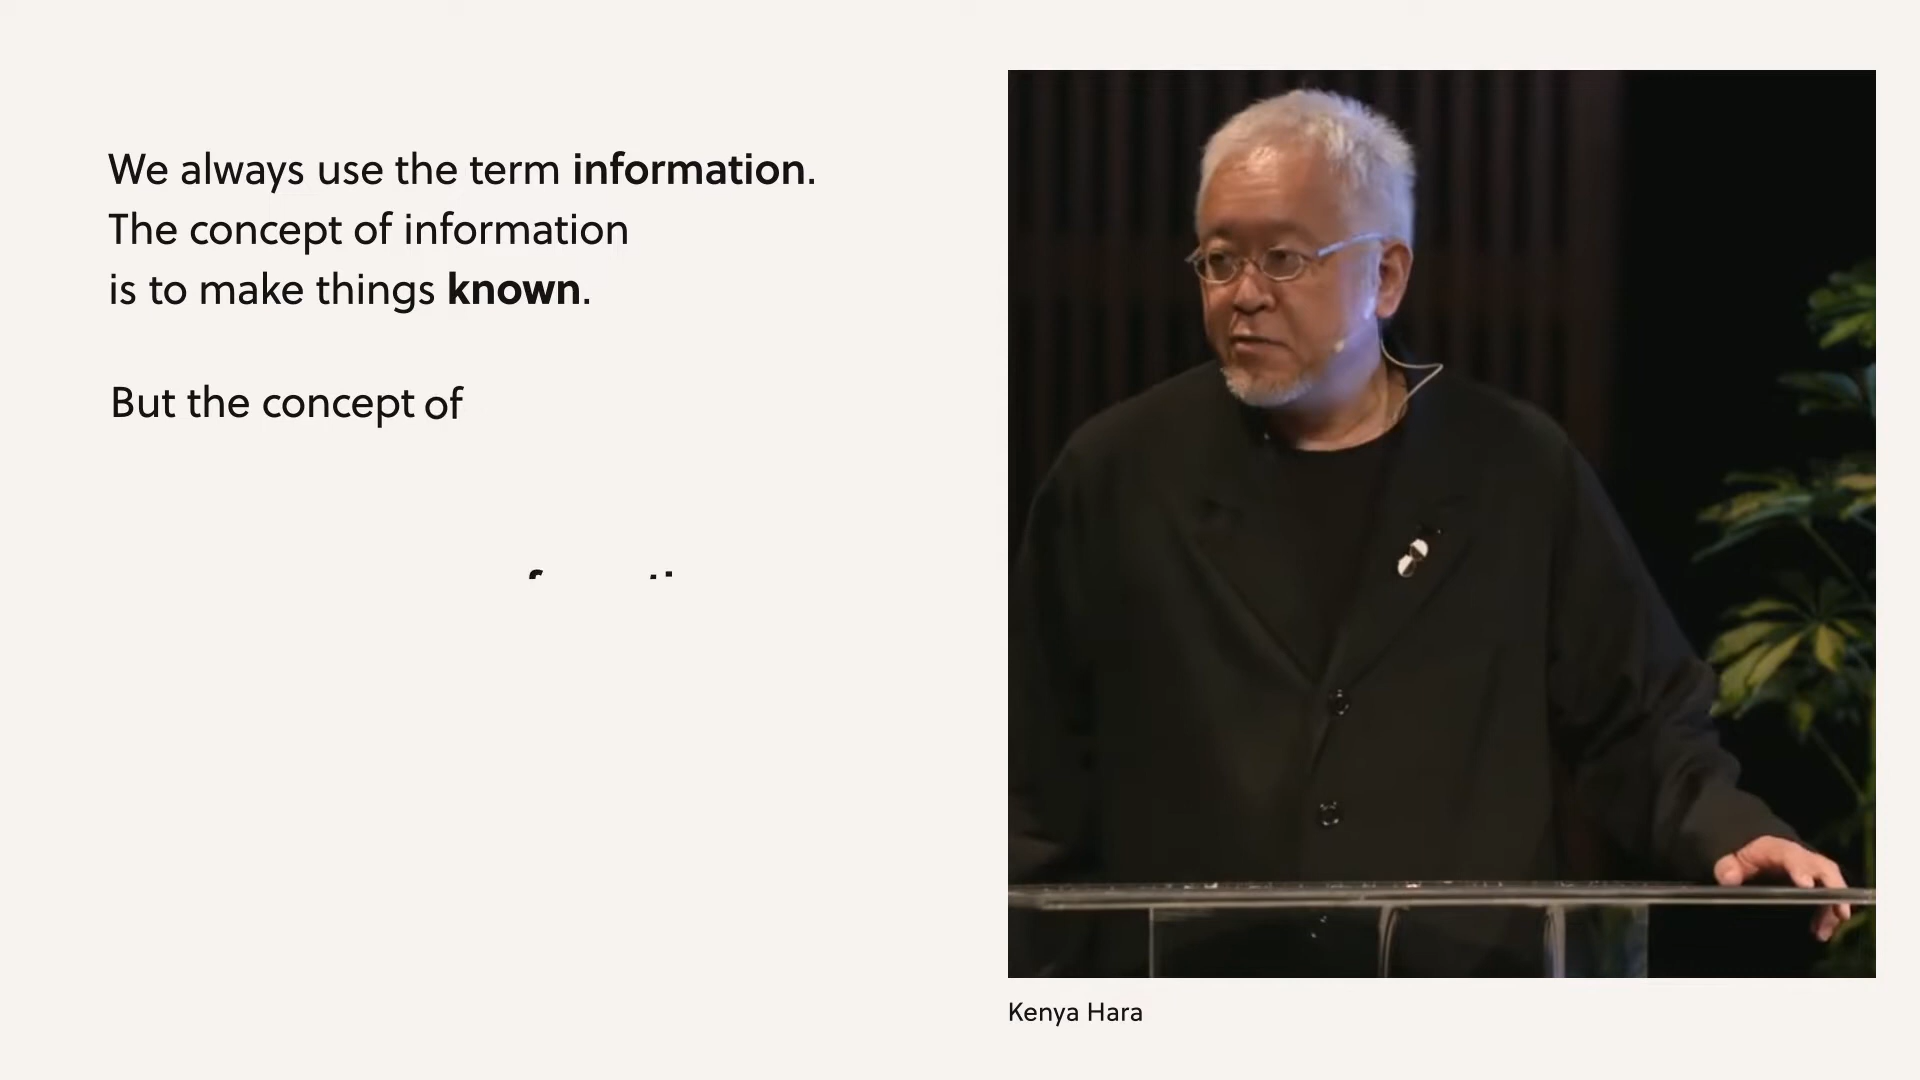 We always use the term information.
The concept of information
is to make things known.
But the concept of
Kenya Hara